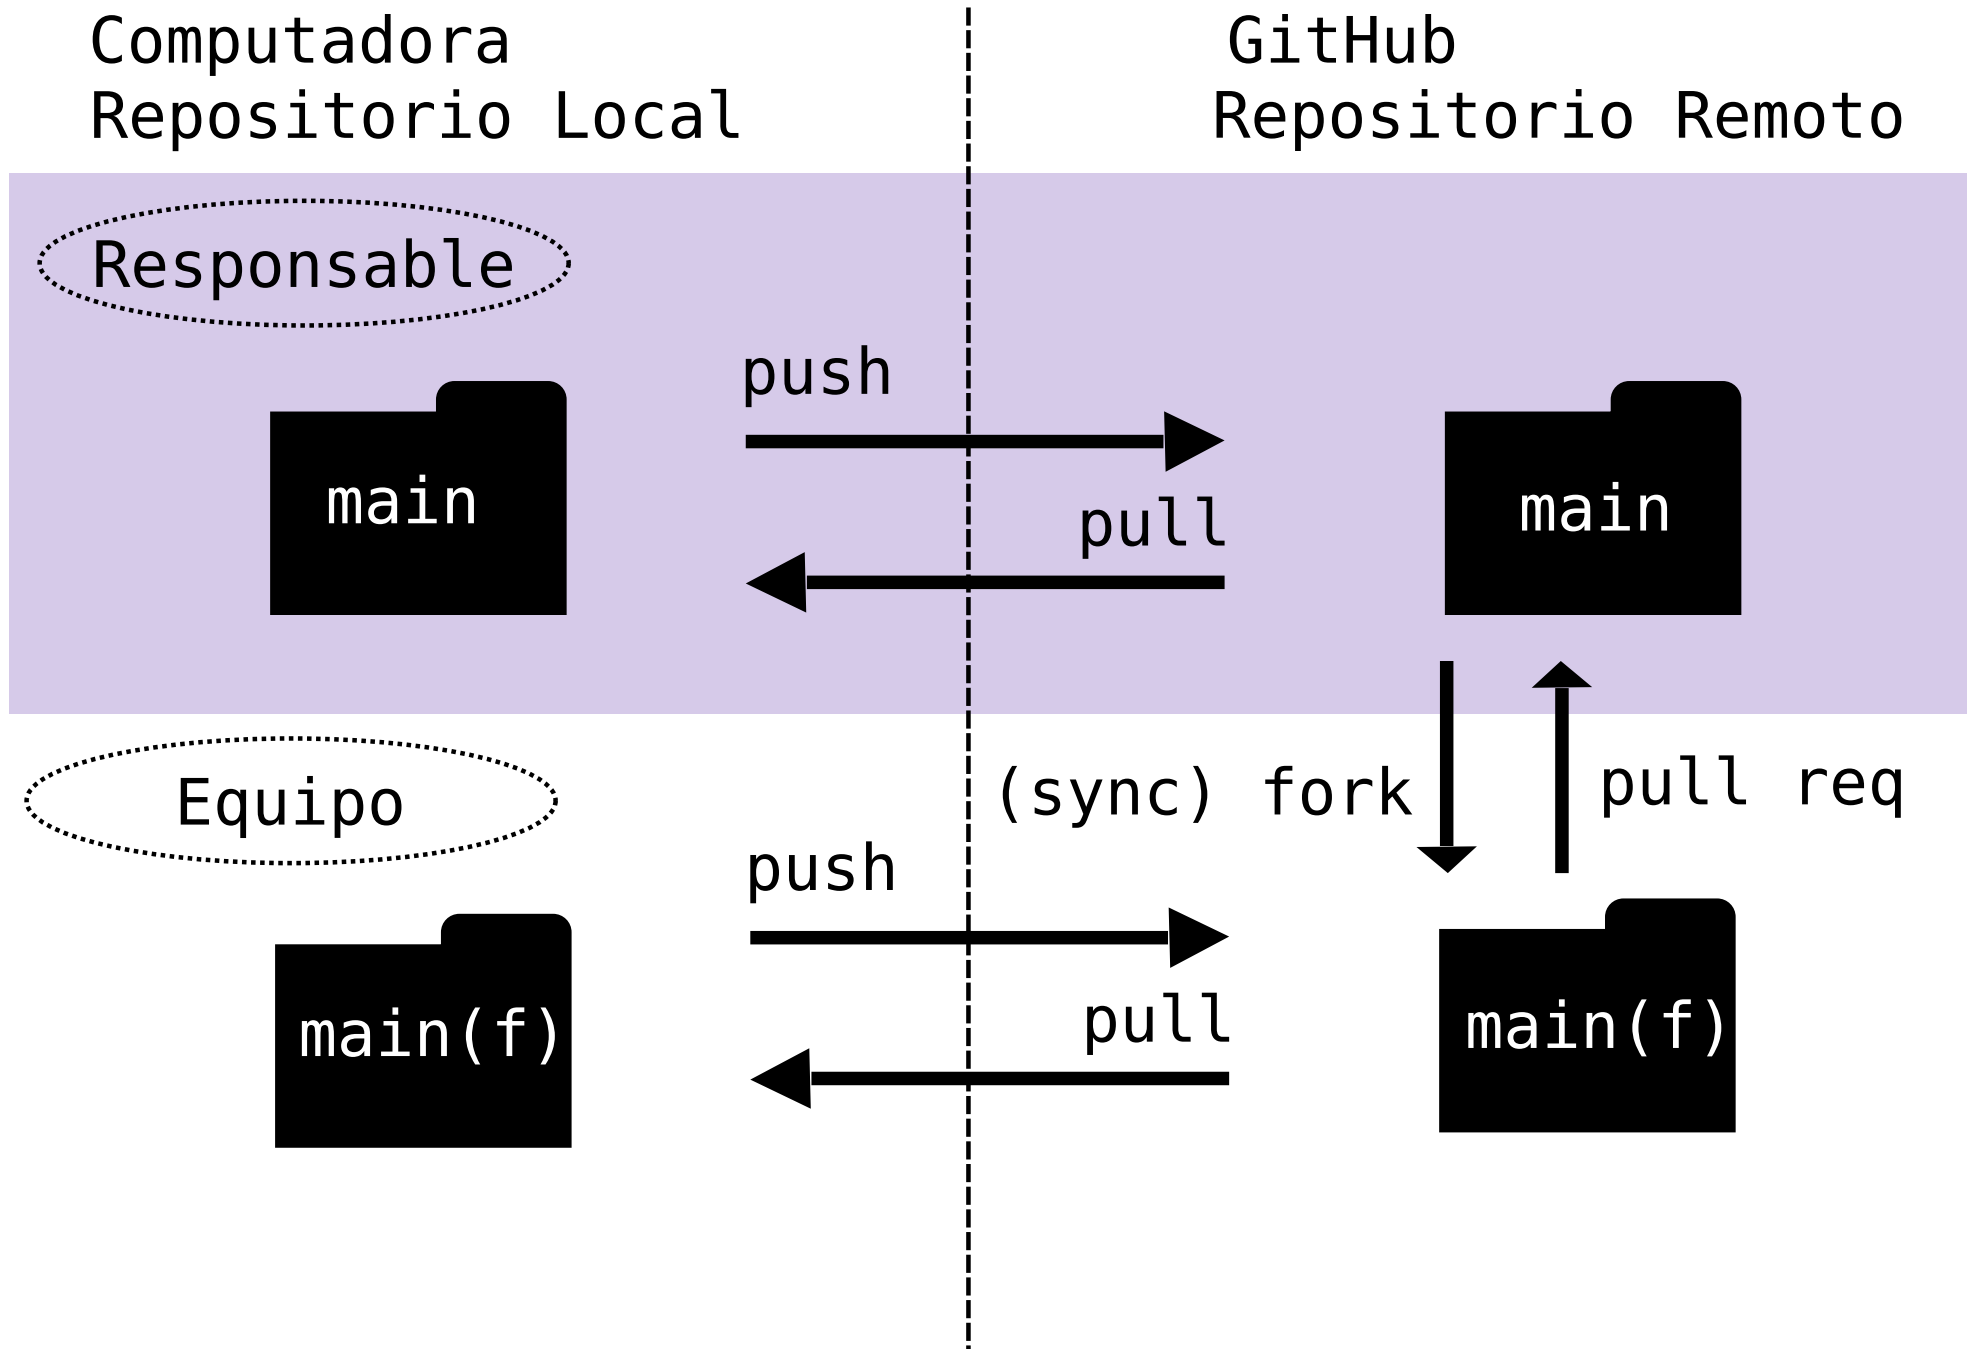 Computadora
Repositorio Local
GitHub
Repositorio Remoto
Responsable
push
main
main
pull
Equipo
(sync) fork
pull req
push
main(f)
main(f)
pull